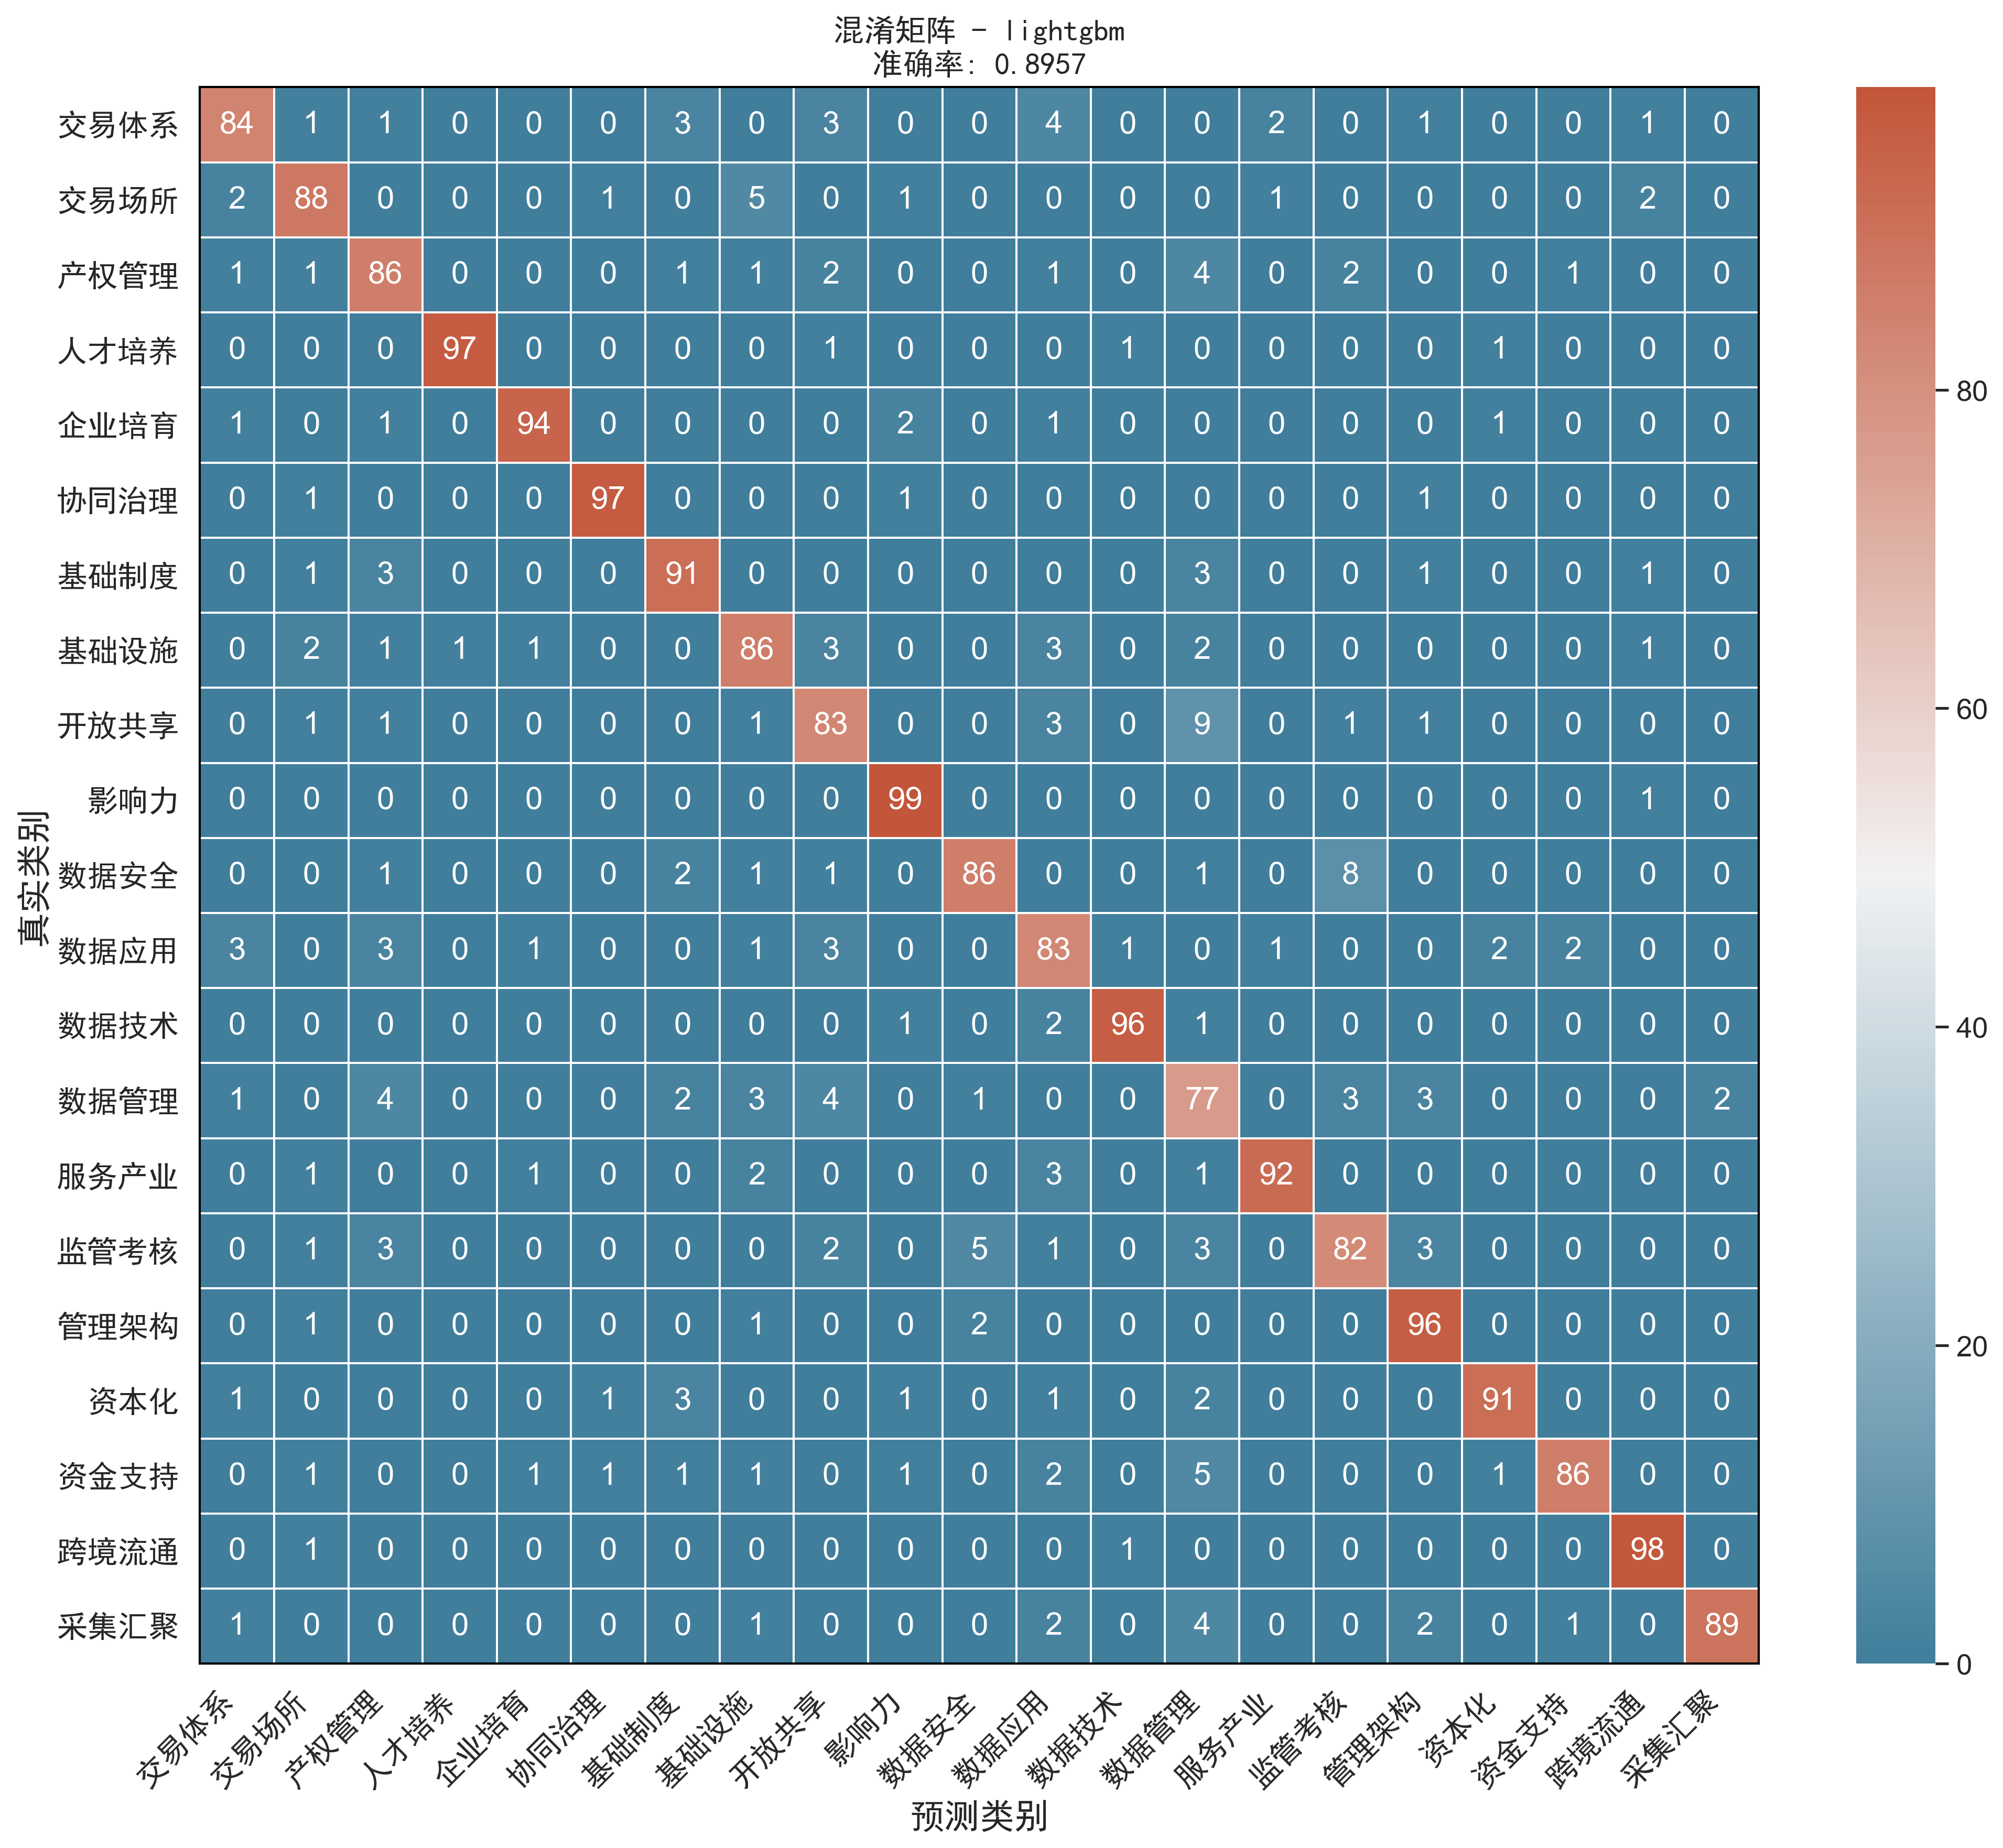 混淆矩阵 - lightgbm
准确率: 0.8957
交易体系 84 1 1 0 0 0 3 0 3 0 0 4 0 0 2 0 1 0 0 1 0
交易场所 2 88 0 0 0 1 0 5 0 1 0 0 0 0 1 0 0 0 0 2 0
产权管理 1 1 86 0 0 0 1 1 2 0 0 1 0 4 0 2 0 0 1 0 0
人才培养 0 0 0 97 0 0 0 0 1 0 0 0 1 0 0 0 0 1 0 0 0
企业培育 1 0 1 0 94 0 0 0 0 2 0 1 0 0 0 0 0 1 0 0 0
协同治理 0 1 0 0 0 97 0 0 0 1 0 0 0 0 0 0 1 0 0 0 0
基础制度 0 1 3 0 0 0 91 0 0 0 0 0 0 3 0 0 1 0 0 1 0
基础设施 0 2 1 1 1 0 0 86 3 0 0 3 0 2 0 0 0 0 0 1 0
开放共享 0 1 1 0 0 0 0 1 83 0 0 3 0 9 0 1 1 0 0 0 0
影响力 0 0 0 0 0 0 0 0 0 99 0 0 0 0 0 0 0 0 0 1 0
数据安全 0 0 1 0 0 0 2 1 1 0 86 0 0 1 0 8 0 0 0 0 0
数据应用 3 0 3 0 1 0 0 1 3 0 0 83 1 0 1 0 0 2 2 0 0
数据技术 0 0 0 0 0 0 0 0 0 1 0 2 96 1 0 0 0 0 0 0 0
数据管理 1 0 4 0 0 0 2 3 4 0 1 0 0 77 0 3 3 0 0 0 2
服务产业 0 1 0 0 1 0 0 2 0 0 0 3 0 1 92 0 0 0 0 0 0
监管考核 0 1 3 0 0 0 0 0 2 0 5 1 0 3 0 82 3 0 0 0 0
管理架构 0 1 0 0 0 0 0 1 0 0 2 0 0 0 0 0 96 0 0 0 0
资本化 1 0 0 0 0 1 3 0 0 1 0 1 0 2 0 0 0 91 0 0 0
资金支持 0 1 0 0 1 1 1 1 0 1 0 2 0 5 0 0 0 1 86 0 0
跨境流通 0 1 0 0 0 0 0 0 0 0 0 0 1 0 0 0 0 0 0 98 0
采集汇聚 1 0 0 0 0 0 0 1 0 0 0 2 0 4 0 0 2 0 1 0 89
交易体系 交易场所 产权管理 人才培养 企业培育 协同治理 基础制度 基础设施 开放共享 影响力 数据安全 数据应用 数据技术 数据管理 服务产业 监管考核 管理架构 资本化 资金支持 跨境流通 采集汇聚
预测类别
真实类别
80
60
40
20
0